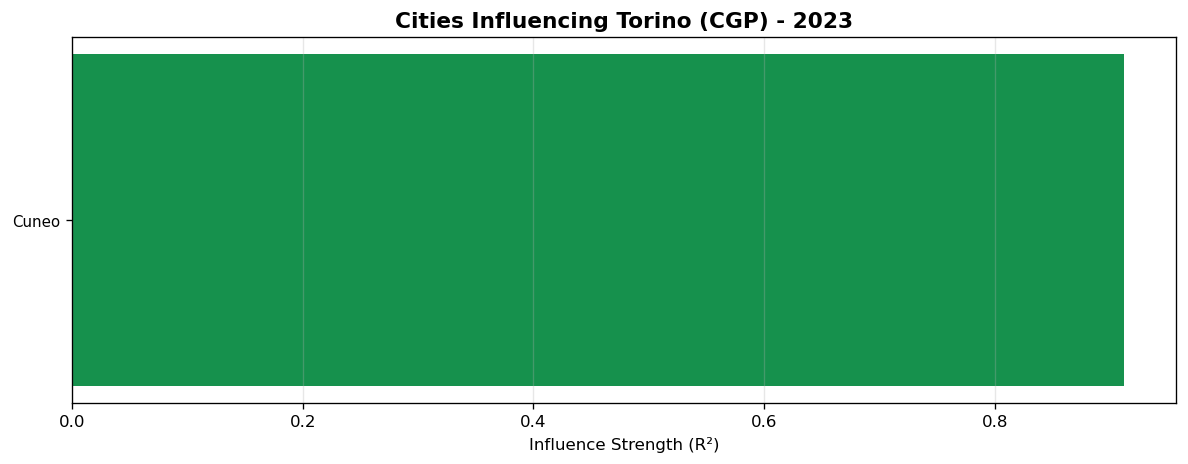 Cities Influencing Torino (CGP) - 2023
Cuneo
0.0 0.2 0.4 0.6 0.8
Influence Strength (R²)